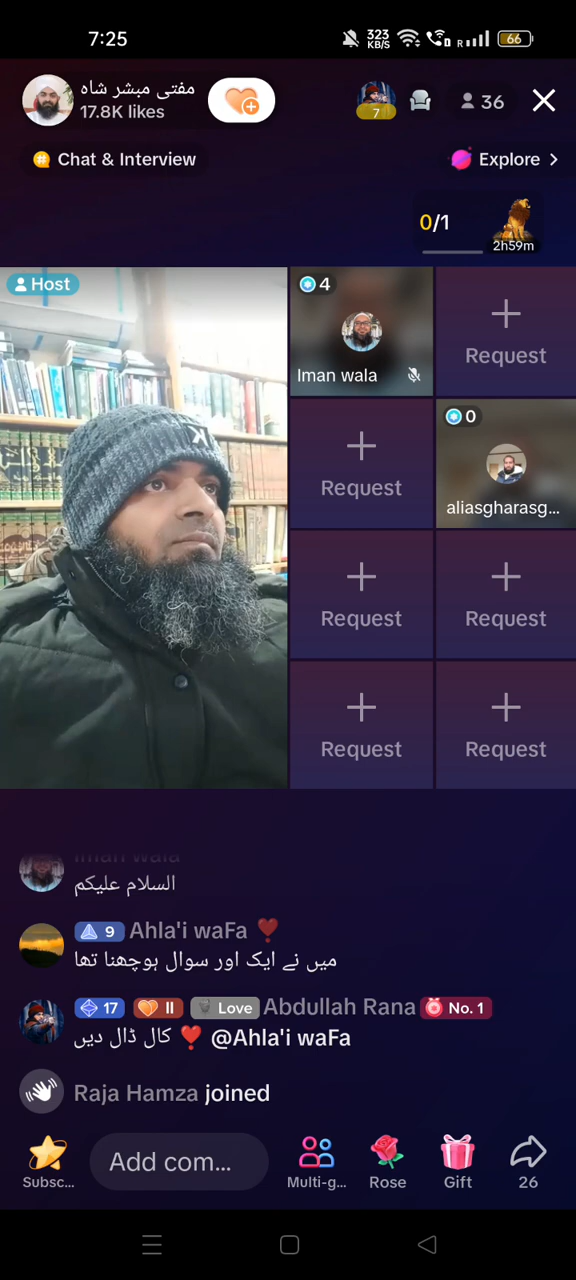 7:25
323
KB/S
R
66
مفتی مبشر شاہ
17.8K likes
7
36
Chat & Interview
Explore
0/1
2h59m
Host
4
Iman wala
Request
0
Request
aliasgharasg...
Request
Request
Request
Request
Iman wala
السلام علیکم
9 Ahla'i waFa
میں نے ایک اور سوال پوچھنا تھا
17 II Love Abdullah Rana No. 1
کال ڈال دیں ❣️ @Ahla'i waFa
Raja Hamza joined
Add com...
Subsc...
Multi-g...
Rose
Gift
26